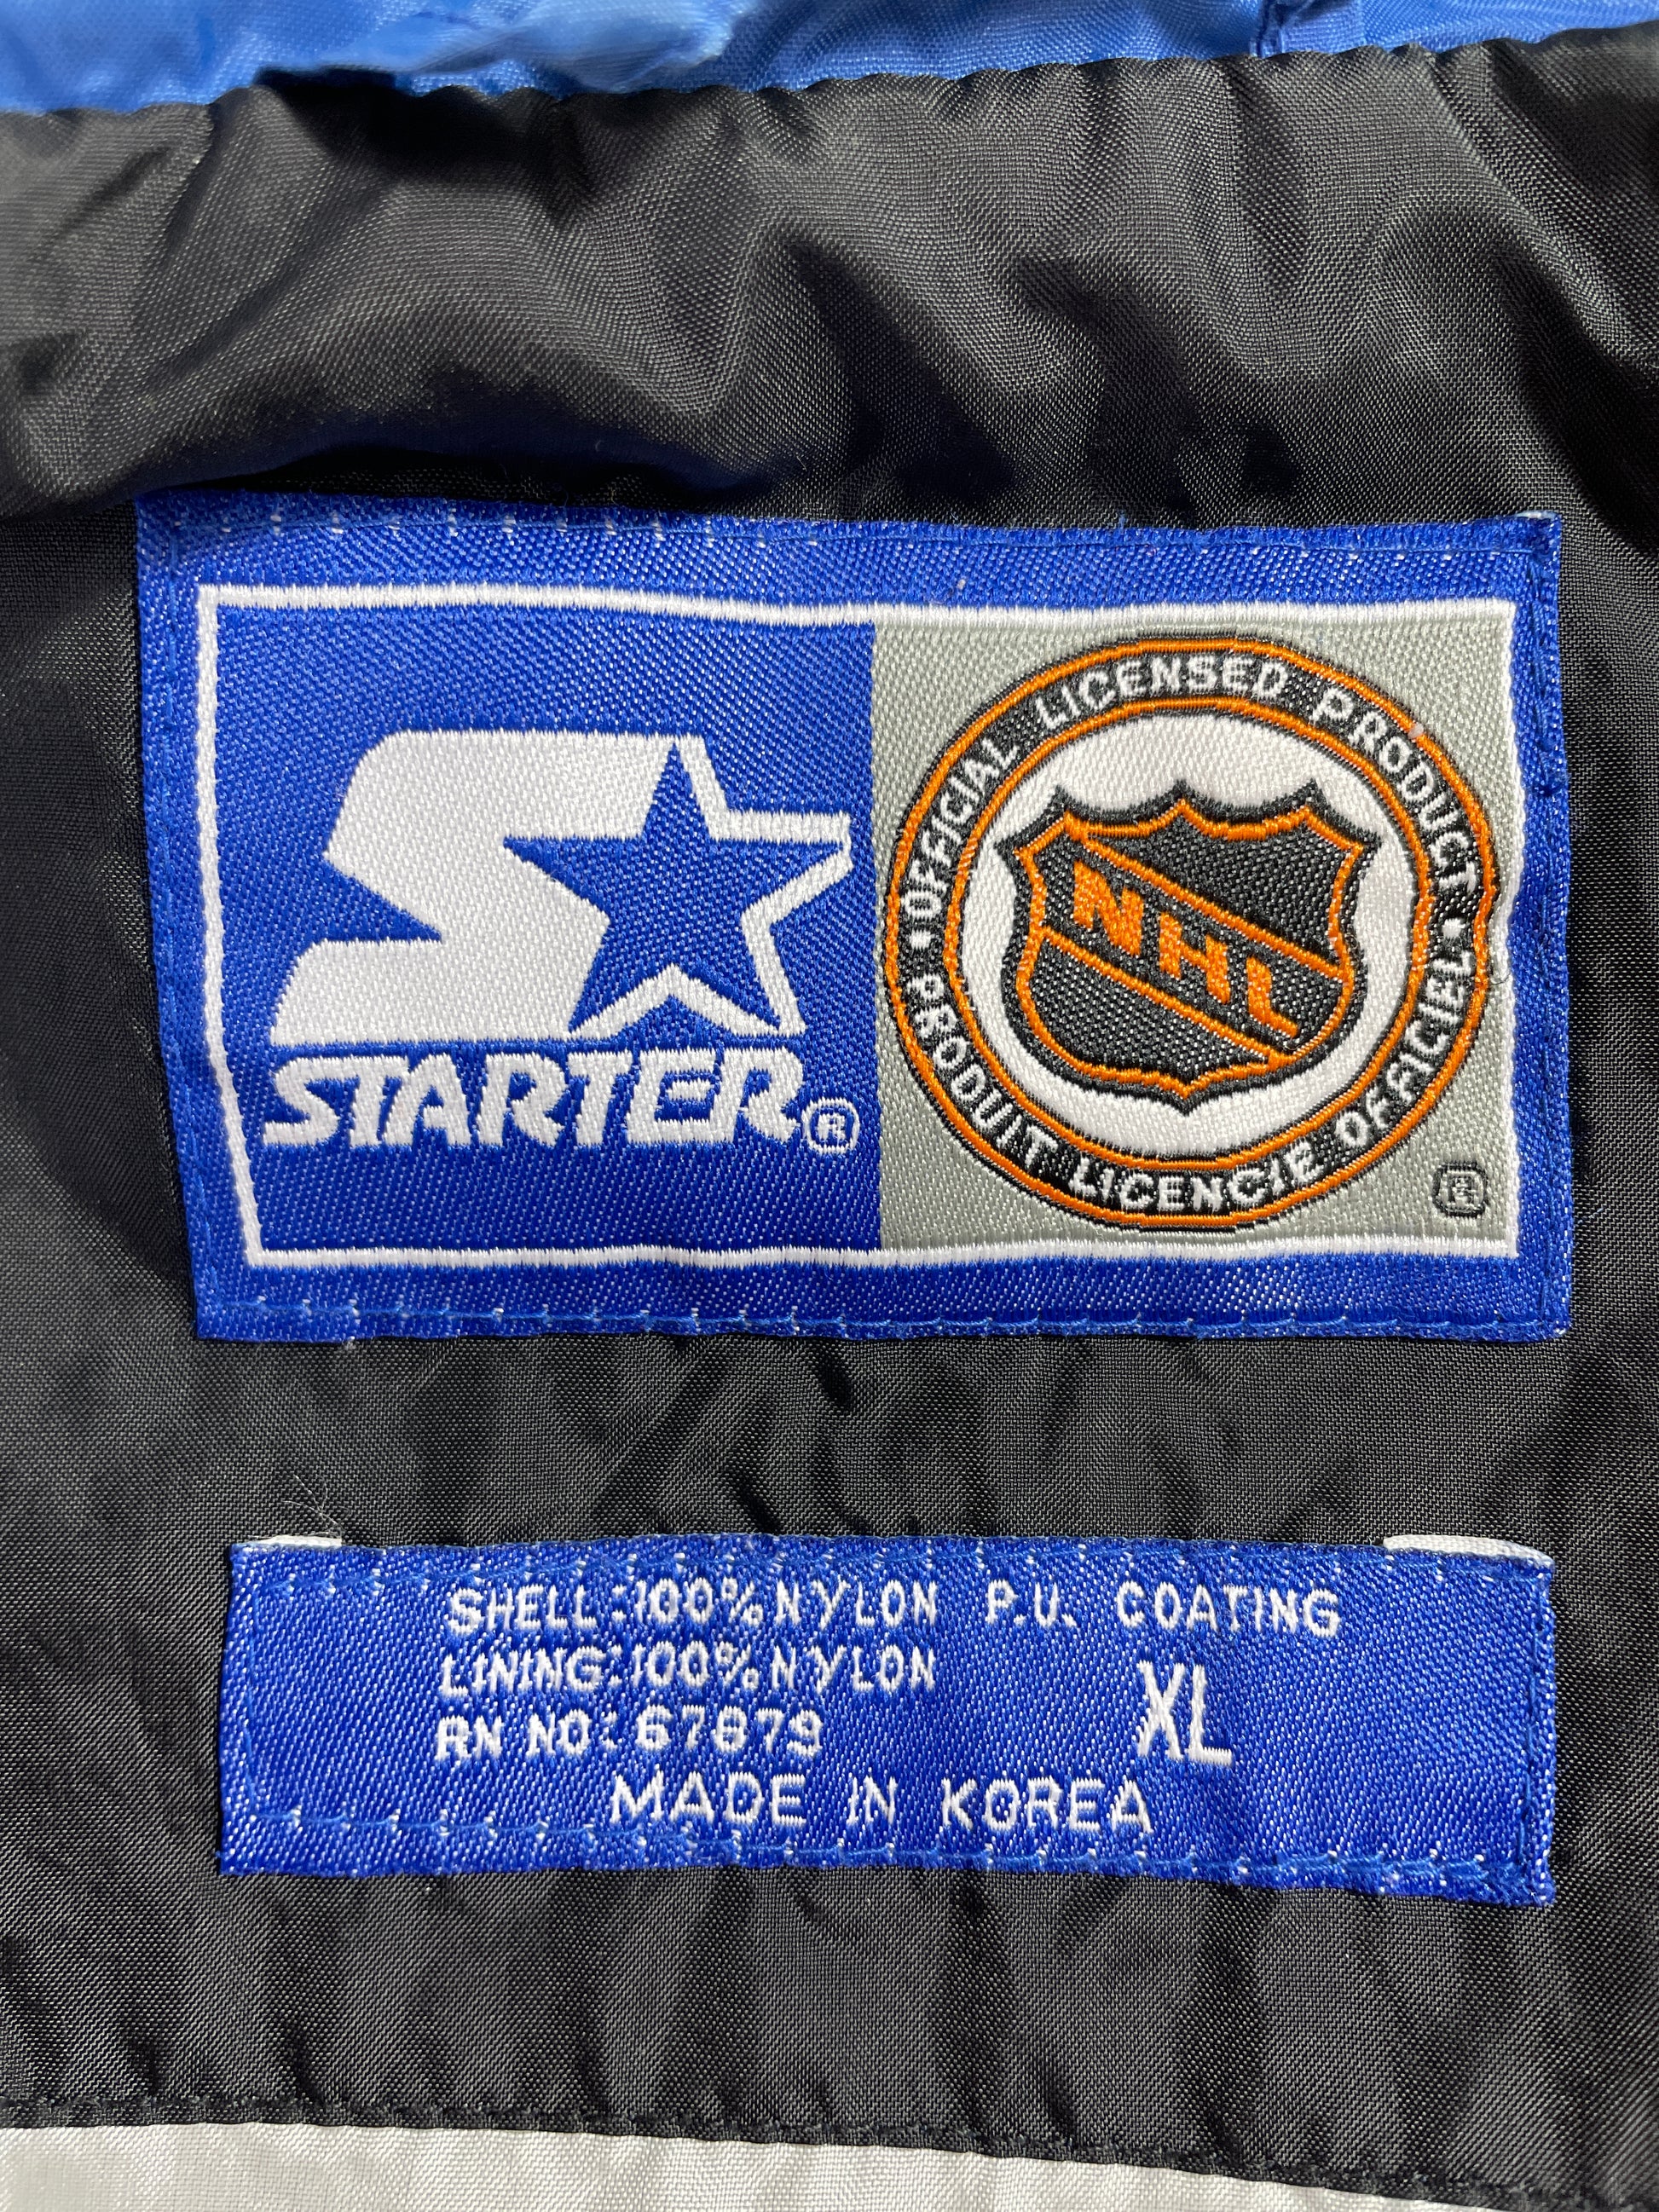 STARTER®
• OFFICIAL LICENSED PRODUCT •
NHL
PRODUIT LICENCIE OFFICIEL
®
SHELL:100% NYLON P.U. COATING
LINING:100% NYLON
XL
RN NO: 67679
MADE IN KOREA